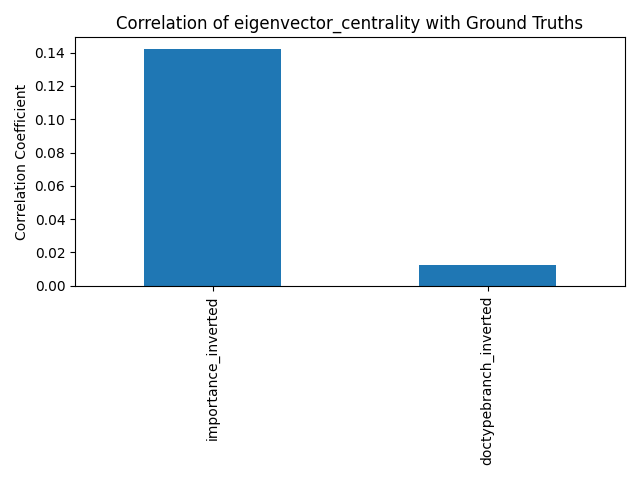 Correlation of eigenvector_centrality with Ground Truths
Correlation Coefficient
0.14
0.12
0.10
0.08
0.06
0.04
0.02
0.00
importance_inverted
doctypebranch_inverted